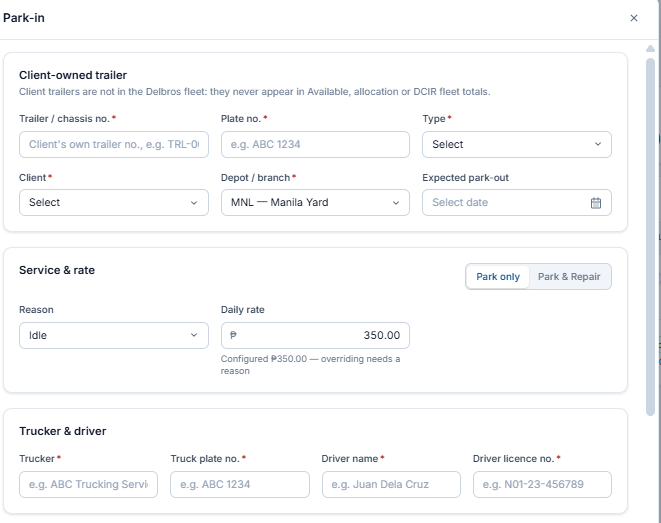 Park-in
Client-owned trailer
Client trailers are not in the Delbros fleet: they never appear in Available, allocation or DCIR fleet totals.
Trailer / chassis no. * Plate no. * Type *
Client's own trailer no., e.g. TRL-0 e.g. ABC 1234 Select
Client * Depot / branch * Expected park-out
Select MNL — Manila Yard Select date
Service & rate Park only Park & Repair
Reason Daily rate
Idle ₱ 350.00
Configured ₱350.00 — overriding needs a
reason
Trucker & driver
Trucker * Truck plate no. * Driver name * Driver licence no. *
e.g. ABC Trucking Servi e.g. ABC 1234 e.g. Juan Dela Cruz e.g. N01-23-456789